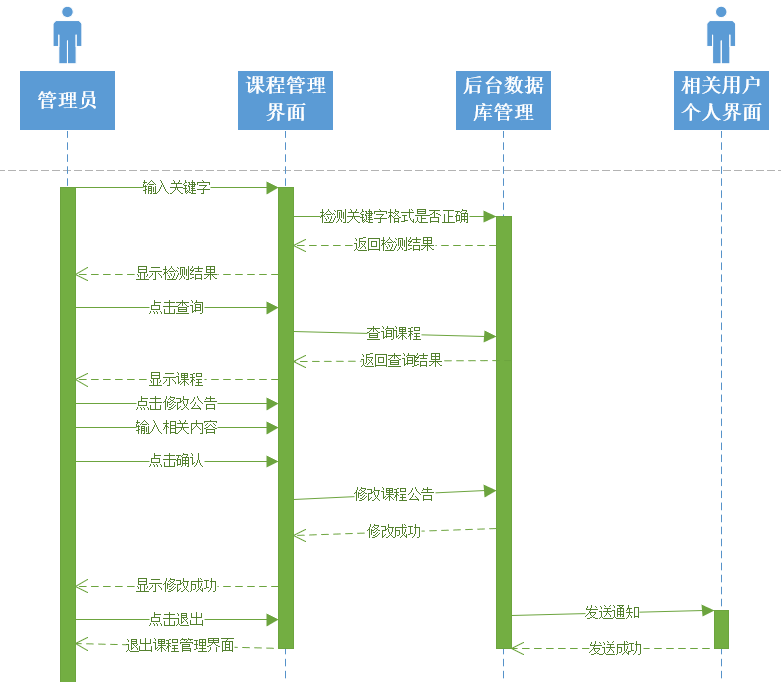 管理员
课程管理
界面
后台数据
库管理
相关用户
个人界面
输入关键字
检测关键字格式是否正确
返回检测结果
显示检测结果
点击查询
查询课程
返回查询结果
显示课程
点击修改公告
输入相关内容
点击确认
修改课程公告
修改成功
显示修改成功
发送通知
点击退出
退出课程管理界面
发送成功